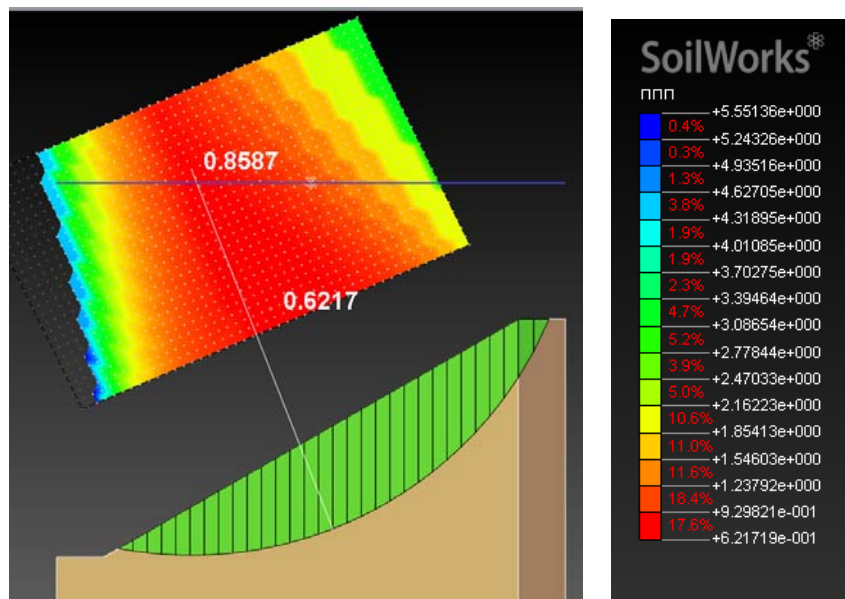 0.8587
0.6217
SoilWorks
ППП
+5.55136e+000
0.4%
+5.24326e+000
0.3%
+4.93516e+000
1.3%
+4.62705e+000
3.8%
+4.31895e+000
1.9%
+4.01085e+000
1.9%
+3.70275e+000
2.3%
+3.39464e+000
4.7%
+3.08654e+000
5.2%
+2.77844e+000
3.9%
+2.47033e+000
5.0%
+2.16223e+000
10.6%
+1.85413e+000
11.0%
+1.54603e+000
11.6%
+1.23792e+000
18.4%
+9.29821e-001
17.6%
+6.21719e-001